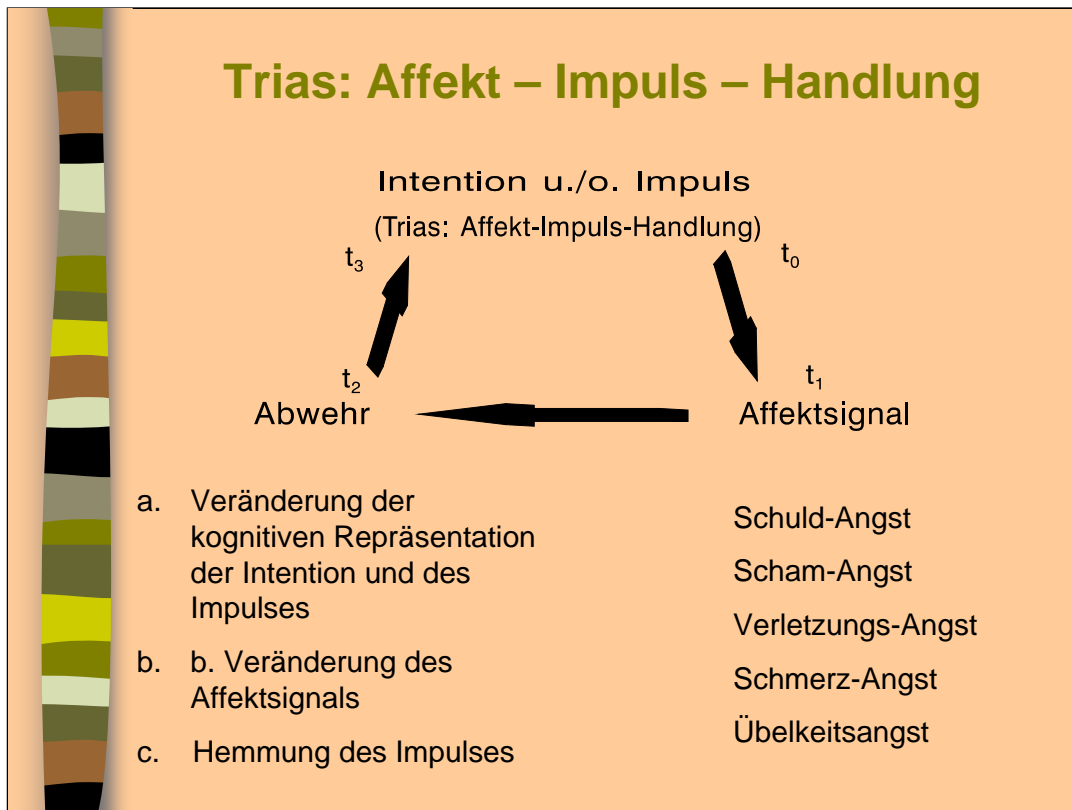 Trias: Affekt – Impuls – Handlung
Intention u./o. Impuls
(Trias: Affekt-Impuls-Handlung)
t3
t0
t2
t1
Abwehr
Affektsignal
a. Veränderung der
kognitiven Repräsentation
der Intention und des
Impulses
b. b. Veränderung des
Affektsignals
c. Hemmung des Impulses
Schuld-Angst
Scham-Angst
Verletzungs-Angst
Schmerz-Angst
Übelkeitsangst